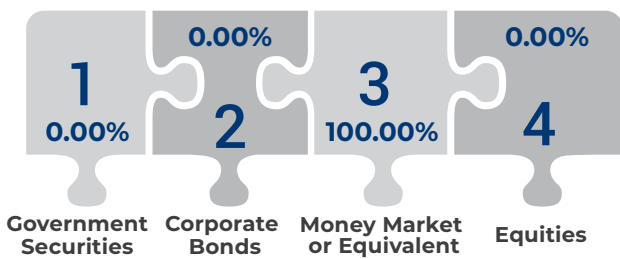 1
0.00%
Government
Securities
0.00%
2
Corporate
Bonds
3
100.00%
Money Market
or Equivalent
0.00%
4
Equities